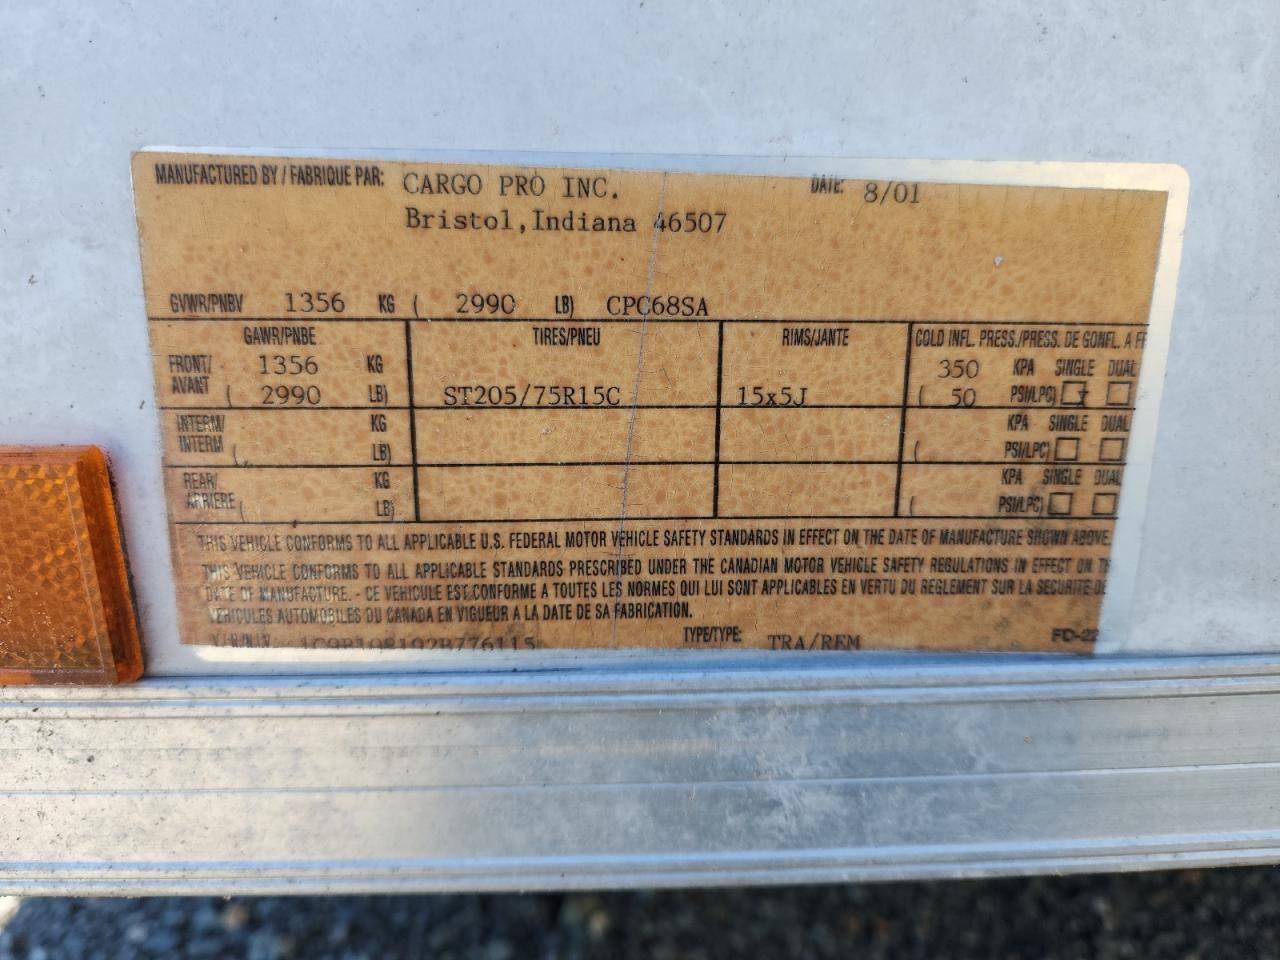 MANUFACTURED BY / FABRIQUE PAR: CARGO PRO INC. DATE: 8/01
Bristol, Indiana 46507
GVWR/PNBV 1356 KG ( 2990 LB) CPC68SA
GAWR/PNBE TIRES/PNEU RIMS/JANTE COLD INFL. PRESS./PRESS. DE GONFL. A FR
FRONT/ 1356 KG 350 KPA SINGLE DUAL
AVANT ( 2990 LB) ST205/75R15C 15x5J ( 50 PSI/LPC) x
INTERM/ KG KPA SINGLE DUAL
INTERM ( LB) ( PSI/LPC)
REAR/ KG KPA SINGLE DUAL
ARRIERE ( LB) ( PSI/LPC)
THIS VEHICLE CONFORMS TO ALL APPLICABLE U.S. FEDERAL MOTOR VEHICLE SAFETY STANDARDS IN EFFECT ON THE DATE OF MANUFACTURE SHOWN ABOVE.
THIS VEHICLE CONFORMS TO ALL APPLICABLE STANDARDS PRESCRIBED UNDER THE CANADIAN MOTOR VEHICLE SAFETY REGULATIONS IN EFFECT ON
DATE OF MANUFACTURE. - CE VEHICULE EST CONFORME A TOUTES LES NORMES QUI LUI SONT APPLICABLES EN VERTU DU REGLEMENT SUR LA SECURITE DE
VEHICULES AUTOMOBILES DU CANADA EN VIGUEUR A LA DATE DE SA FABRICATION.
V.I.N./N.I.V. TYPE/TYPE: TRA/REM FD-22